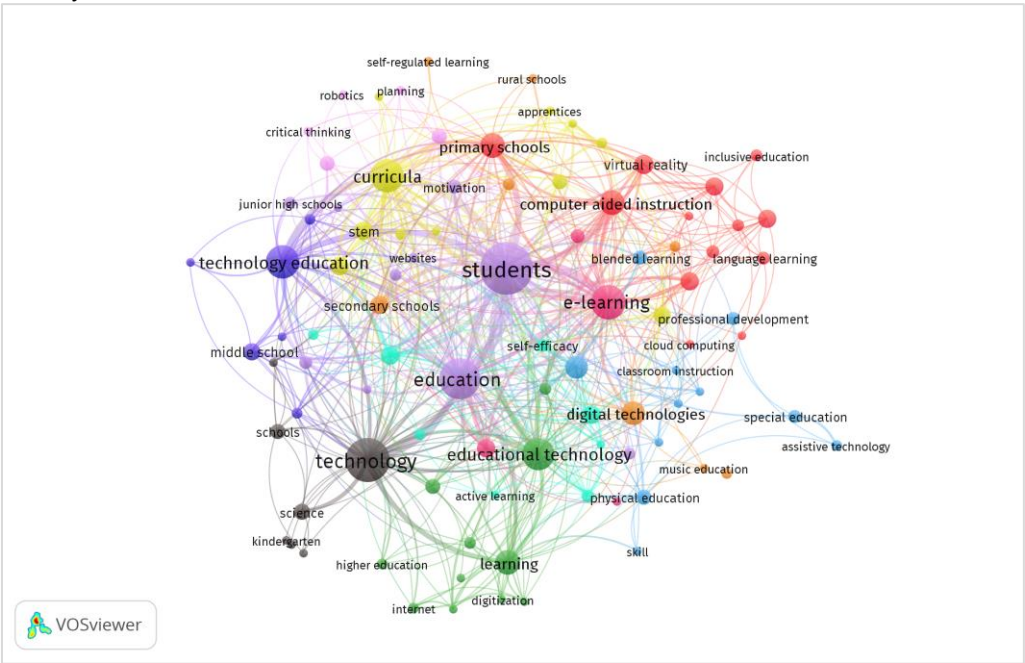 self-regulated learning
rural schools
robotics
planning
apprentices
critical thinking
primary schools
virtual reality
inclusive education
curricula
motivation
junior high schools
computer aided instruction
stem
technology education
websites
students
blended learning
language learning
secondary schools
e-learning
professional development
middle school
self-efficacy
cloud computing
classroom instruction
education
digital technologies
special education
schools
technology
educational technology
assistive technology
music education
active learning
physical education
science
kindergarten
higher education
learning
skill
internet
digitization
VOSviewer